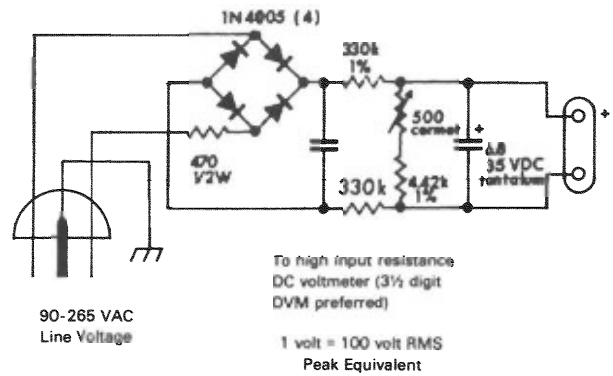 1N4005 (4)
330k
1%
500
cermet
+
+
6.8
35 VDC
tantalum
470
1/2W
330k
4.42k
1%
To high input resistance
DC voltmeter (3½ digit
DVM preferred)
90-265 VAC
Line Voltage
1 volt = 100 volt RMS
Peak Equivalent